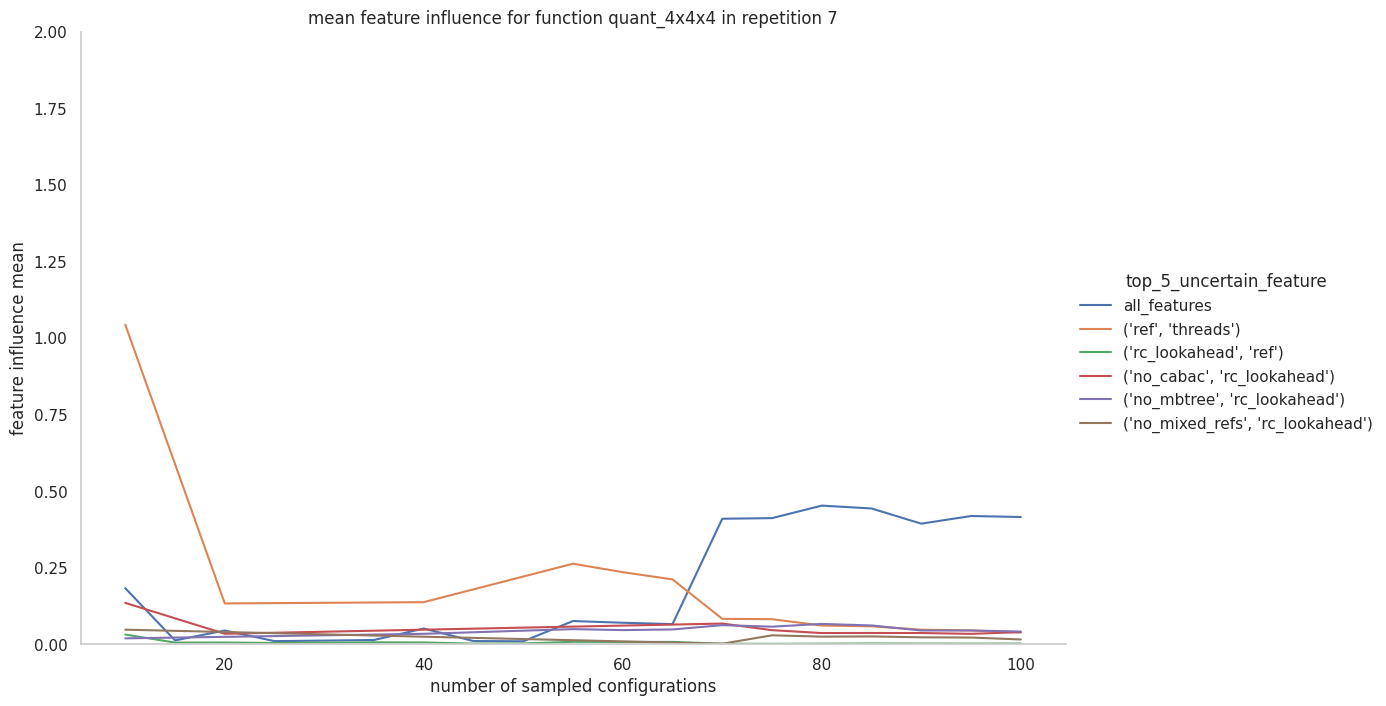 mean feature influence for function quant_4x4x4 in repetition 7
2.00
1.75
1.50
1.25
1.00
0.75
0.50
0.25
0.00
feature influence mean
20
40
60
80
100
number of sampled configurations
top_5_uncertain_feature
all_features
('ref', 'threads')
('rc_lookahead', 'ref')
('no_cabac', 'rc_lookahead')
('no_mbtree', 'rc_lookahead')
('no_mixed_refs', 'rc_lookahead')